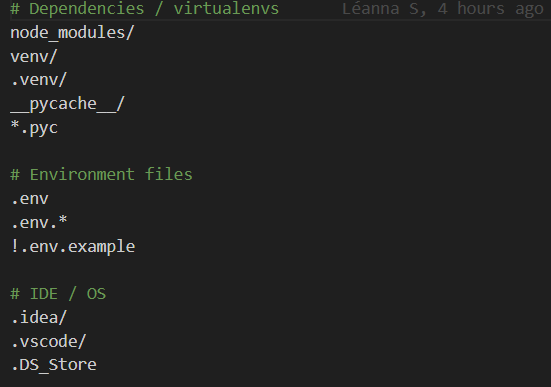 # Dependencies / virtualenvs Léanna S, 4 hours ago
node_modules/
venv/
.venv/
__pycache__/
*.pyc
# Environment files
.env
.env.*
!.env.example
# IDE / OS
.idea/
.vscode/
.DS_Store